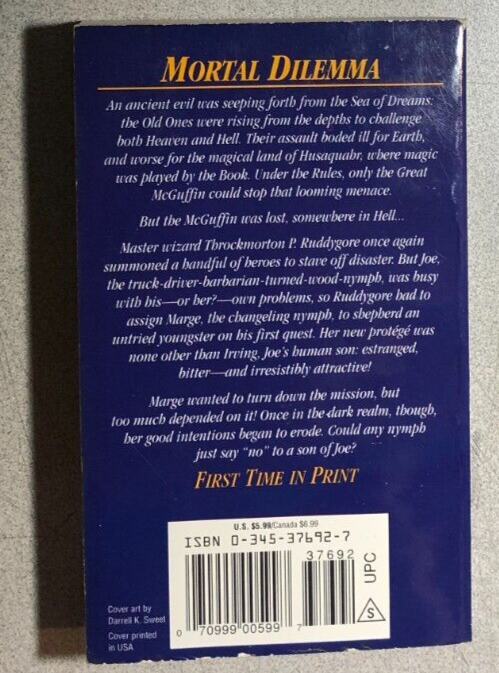 MORTAL DILEMMA
An ancient evil was seeping forth from the Sea of Dreams:
the Old Ones were rising from the depths to challenge
both Heaven and Hell. Their assault boded ill for Earth,
and worse for the magical land of Husaquahr, where magic
was played by the Book. Under the Rules, only the Great
McGuffin could stop that looming menace.
But the McGuffin was lost, somewhere in Hell...
Master wizard Throckmorton P. Ruddygore once again
summoned a handful of heroes to stave off disaster. But Joe,
the truck-driver-barbarian-turned-wood-nymph, was busy
with his—or her?—own problems, so Ruddygore had to
assign Marge, the changeling nymph, to shepherd an
untried youngster on his first quest. Her new protégé was
none other than Irving, Joe's human son: estranged,
bitter—and irresistibly attractive!
Marge wanted to turn down the mission, but
too much depended on it! Once in the dark realm, though,
her good intentions began to erode. Could any nymph
just say "no" to a son of Joe?
FIRST TIME IN PRINT
U.S. $5.99/Canada $6.99
ISBN 0-345-37692-7
37692
UPC
S
0 70999 00599 7
Cover art by
Darrell K. Sweet
Cover printed
in USA